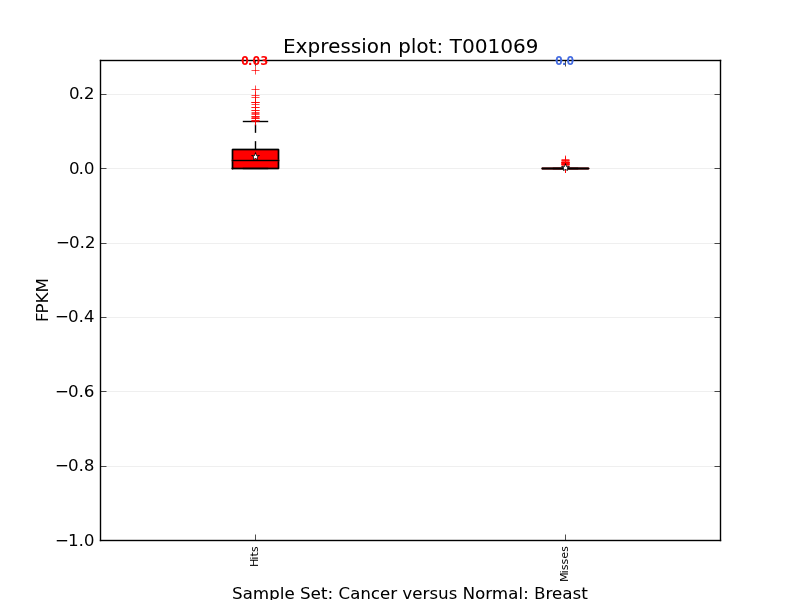 Expression plot: T001069
0.03
0.0
0.2
0.0
−0.2
−0.4
−0.6
−0.8
−1.0
FPKM
Hits
Misses
Sample Set: Cancer versus Normal: Breast